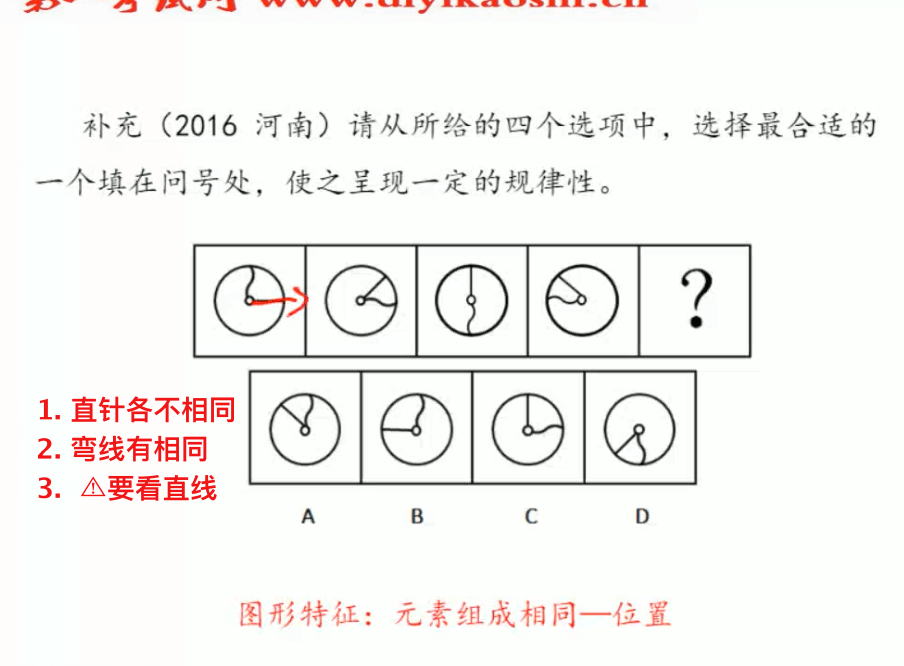 www.diyikaoshi.cn
补充（2016 河南）请从所给的四个选项中，选择最合适的
一个填在问号处，使之呈现一定的规律性。
?
1. 直针各不相同
2. 弯线有相同
3. ⚠要看直线
A B C D
图形特征：元素组成相同—位置